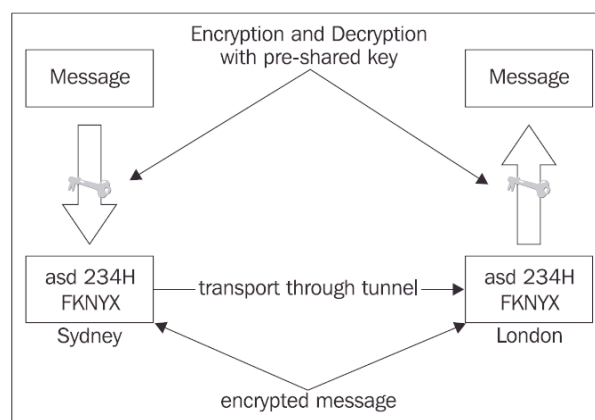 Encryption and Decryption
with pre-shared key
Message
Message
asd 234H
FKNYX
transport through tunnel
asd 234H
FKNYX
Sydney
London
encrypted message